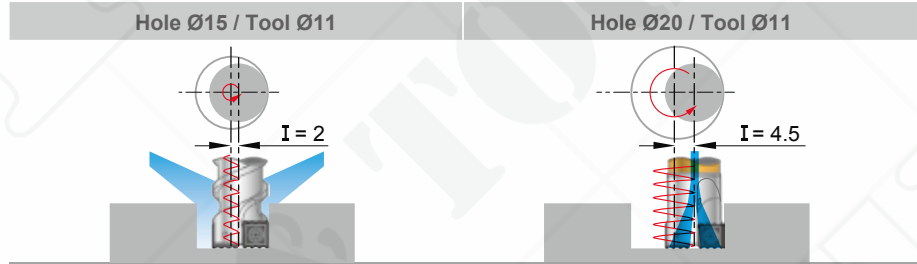 Hole Ø15 / Tool Ø11
Hole Ø20 / Tool Ø11
I = 2
I = 4.5